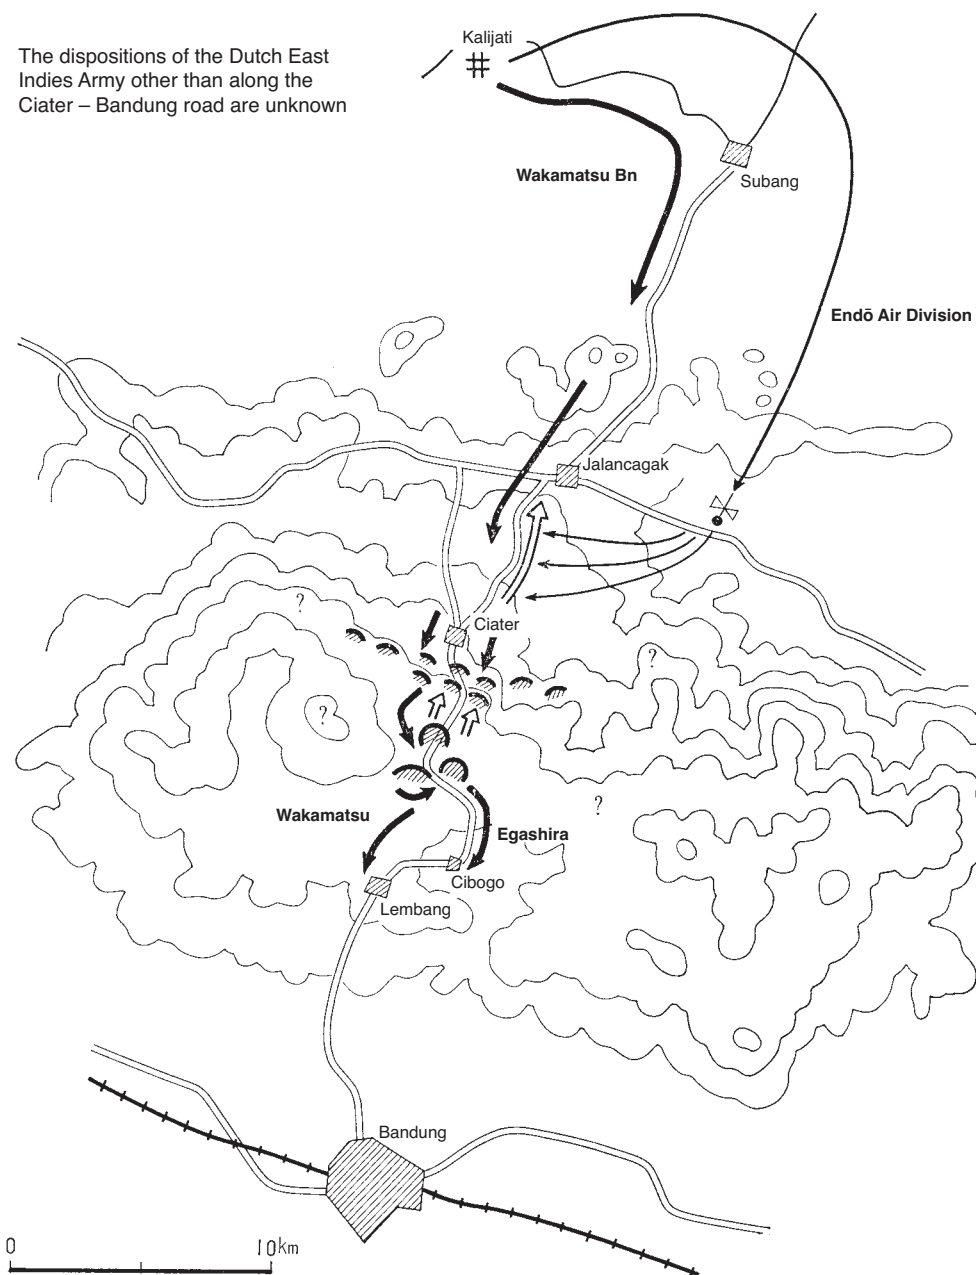 The dispositions of the Dutch East
Indies Army other than along the
Ciater – Bandung road are unknown
Kalijati
Wakamatsu Bn
Subang
Endō Air Division
Jalancagak
Ciater
?
?
?
?
Wakamatsu
Egashira
Cibogo
Lembang
Bandung
0 10km